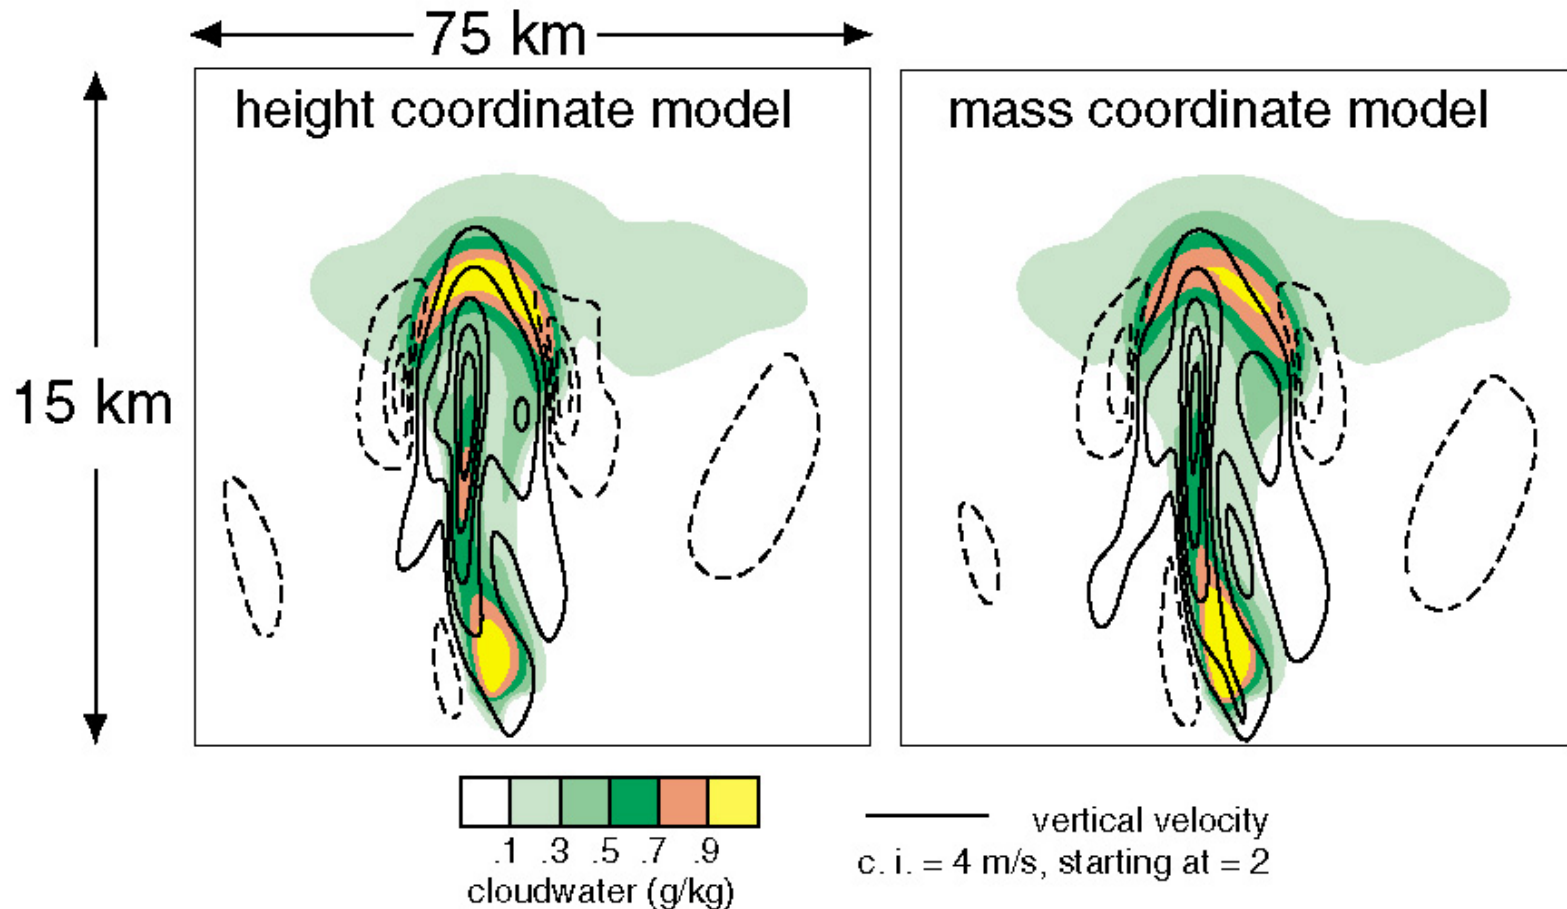 75 km
height coordinate model
mass coordinate model
15 km
.1 .3 .5 .7 .9
cloudwater (g/kg)
vertical velocity
c. i. = 4 m/s, starting at = 2